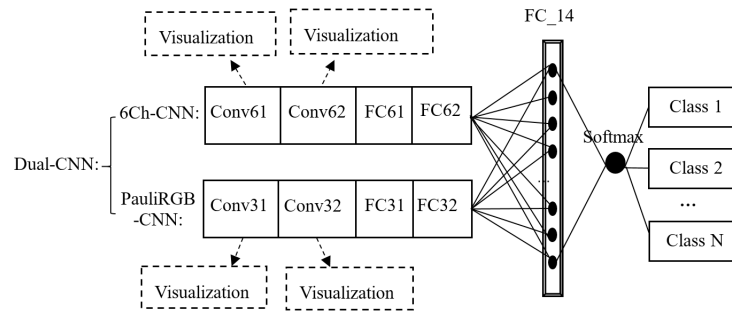 FC_14
Visualization
Visualization
6Ch-CNN:
Conv61
Conv62
FC61
FC62
Class 1
Softmax
Dual-CNN:
Class 2
...
...
PauliRGB
-CNN:
Conv31
Conv32
FC31
FC32
Class N
Visualization
Visualization